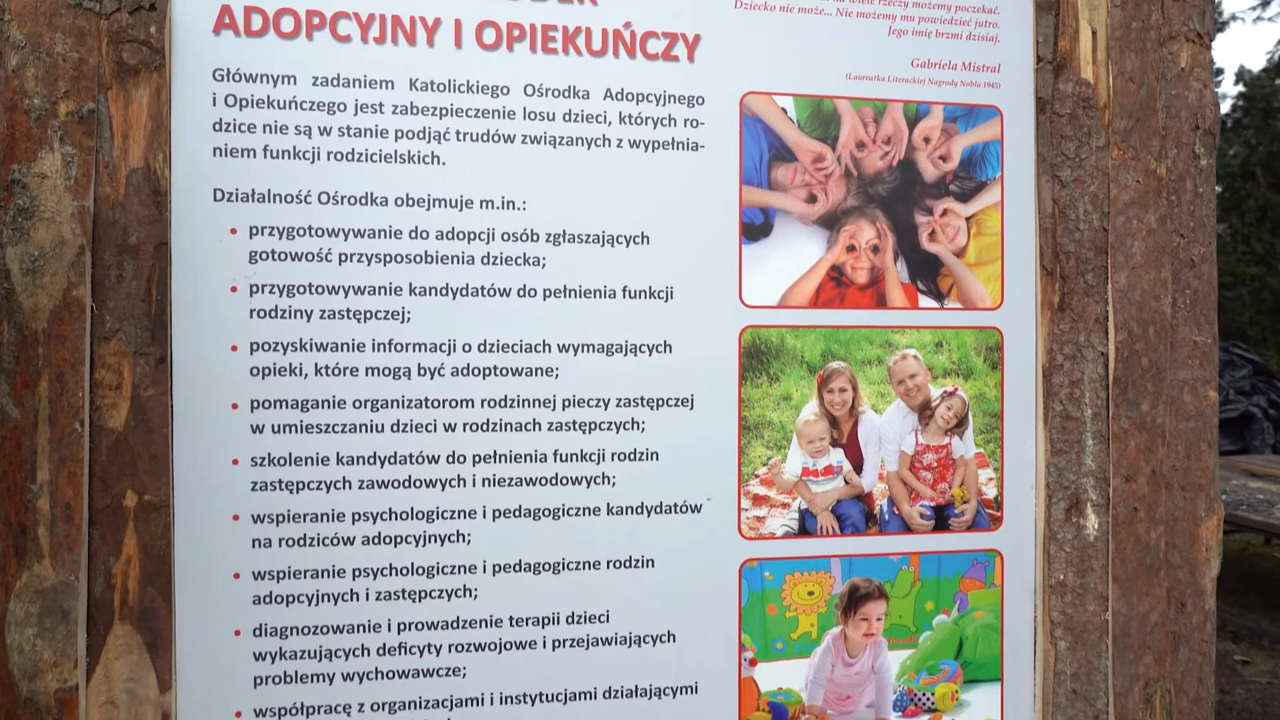 ADOPCYJNY I OPIEKUŃCZY
Głównym zadaniem Katolickiego Ośrodka Adopcyjnego
i Opiekuńczego jest zabezpieczenie losu dzieci, których ro-
dzice nie są w stanie podjąć trudów związanych z wypełnia-
niem funkcji rodzicielskich.
Działalność Ośrodka obejmuje m.in.:
• przygotowywanie do adopcji osób zgłaszających
gotowość przysposobienia dziecka;
• przygotowywanie kandydatów do pełnienia funkcji
rodziny zastępczej;
• pozyskiwanie informacji o dzieciach wymagających
opieki, które mogą być adoptowane;
• pomaganie organizatorom rodzinnej pieczy zastępczej
w umieszczaniu dzieci w rodzinach zastępczych;
• szkolenie kandydatów do pełnienia funkcji rodzin
zastępczych zawodowych i niezawodowych;
• wspieranie psychologiczne i pedagogiczne kandydatów
na rodziców adopcyjnych;
• wspieranie psychologiczne i pedagogiczne rodzin
adopcyjnych i zastępczych;
• diagnozowanie i prowadzenie terapii dzieci
wykazujących deficyty rozwojowe i przejawiających
problemy wychowawcze;
• współpracę z organizacjami i instytucjami działającymi
na wiele rzeczy możemy poczekać.
Dziecko nie może... Nie możemy mu powiedzieć jutro.
Jego imię brzmi dzisiaj.
Gabriela Mistral
(Laureatka Literackiej Nagrody Nobla 1945)